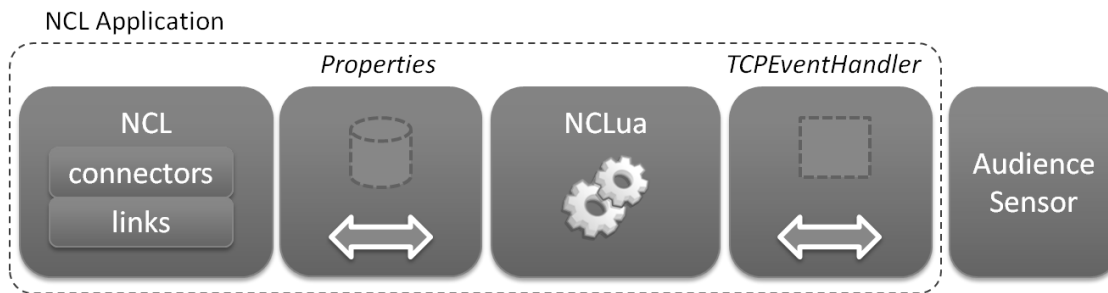 NCL Application
Properties
TCPEventHandler
NCL
connectors
links
NCLua
Audience
Sensor